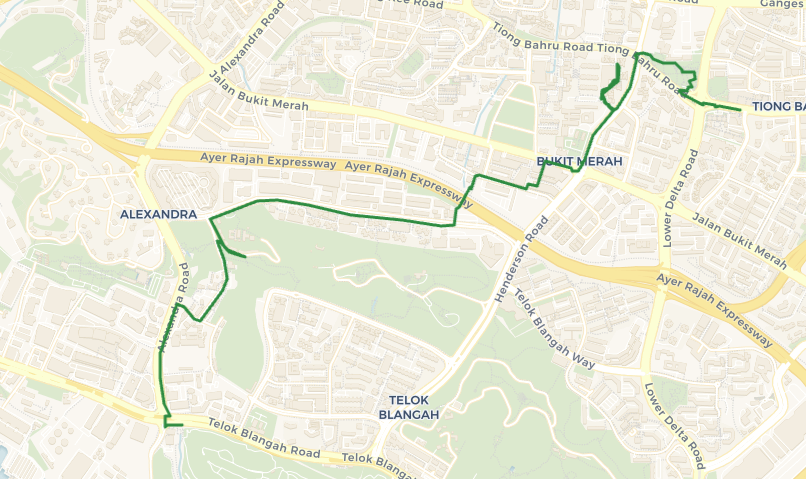 Road
Ganges
Tiong Bahru Road Tiong Bahru Road
Alexandra Road
Jalan Bukit Merah
TIONG BA
Ayer Rajah Expressway Ayer Rajah Expressway
BUKIT MERAH
ALEXANDRA
Lower Delta Road
Jalan Bukit Merah
Henderson Road
Alexandra Road
Ayer Rajah Expressway
Telok Blangah Way
TELOK
BLANGAH
Lower Delta Road
Telok Blangah Road
Telok Blangah